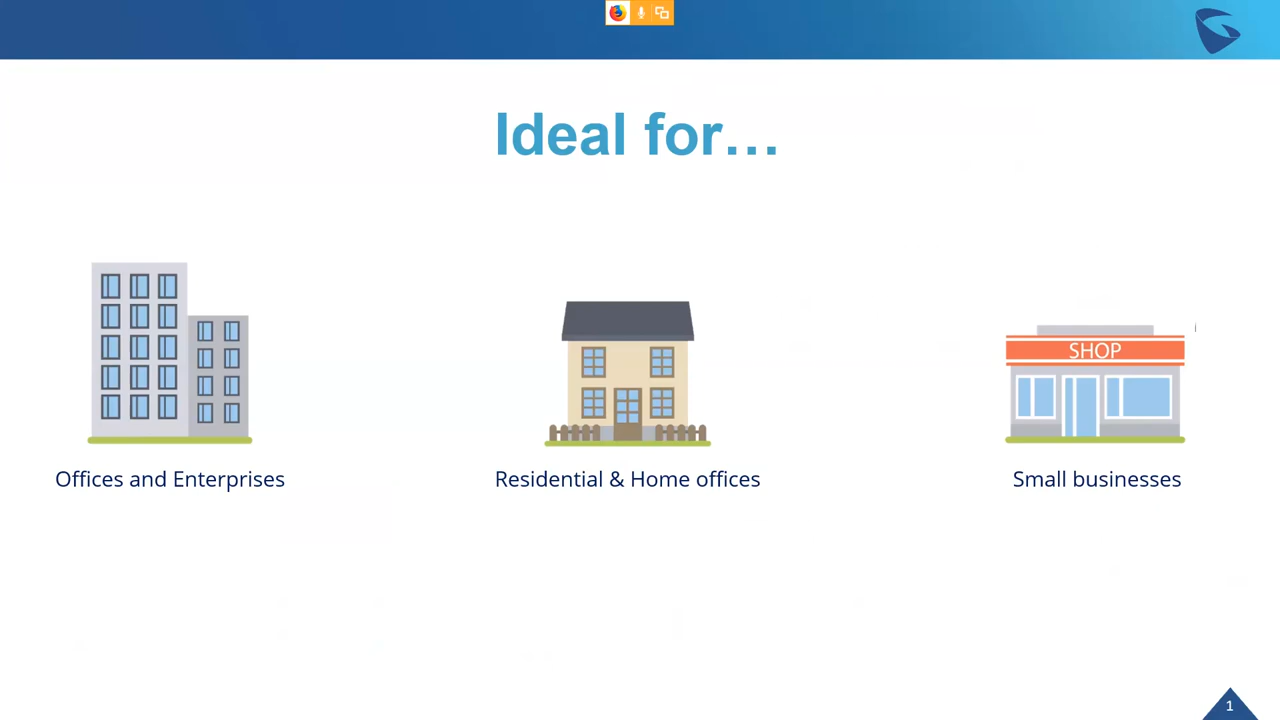 Ideal for…
SHOP
Offices and Enterprises
Residential & Home offices
Small businesses
1